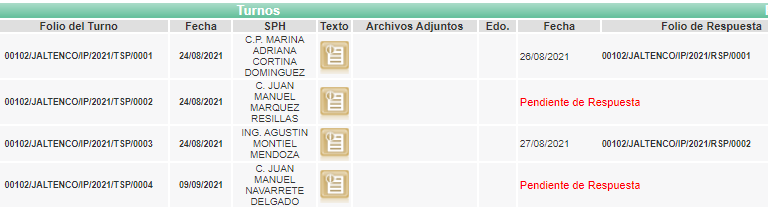 Turnos
Folio del Turno Fecha SPH Texto Archivos Adjuntos Edo. Fecha Folio de Respuesta
00102/JALTENCO/IP/2021/TSP/0001 24/08/2021 C.P. MARINA ADRIANA CORTINA DOMINGUEZ 26/08/2021 00102/JALTENCO/IP/2021/RSP/0001
00102/JALTENCO/IP/2021/TSP/0002 24/08/2021 C. JUAN MANUEL MARQUEZ RESILLAS Pendiente de Respuesta
00102/JALTENCO/IP/2021/TSP/0003 24/08/2021 ING. AGUSTIN MONTIEL MENDOZA 27/08/2021 00102/JALTENCO/IP/2021/RSP/0002
00102/JALTENCO/IP/2021/TSP/0004 09/09/2021 C. JUAN MANUEL NAVARRETE DELGADO Pendiente de Respuesta